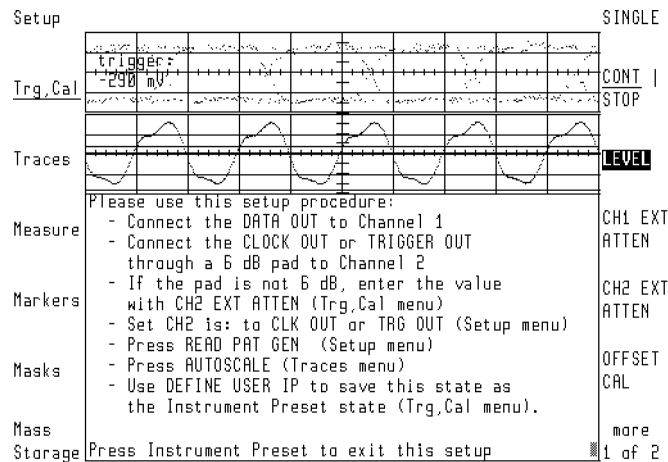 Setup
SINGLE
trigger:
-290 mV
Trg,Cal
CONT |
STOP
Traces
LEVEL
Please use this setup procedure:
- Connect the DATA OUT to Channel 1
- Connect the CLOCK OUT or TRIGGER OUT
through a 6 dB pad to Channel 2
- If the pad is not 6 dB, enter the value
with CH2 EXT ATTEN (Trg,Cal menu)
- Set CH2 is: to CLK OUT or TRG OUT (Setup menu)
- Press READ PAT GEN (Setup menu)
- Press AUTOSCALE (Traces menu)
- Use DEFINE USER IP to save this state as
the Instrument Preset state (Trg,Cal menu).
Press Instrument Preset to exit this setup
Measure
Markers
Masks
Mass
Storage
CH1 EXT
ATTEN
CH2 EXT
ATTEN
OFFSET
CAL
more
1 of 2